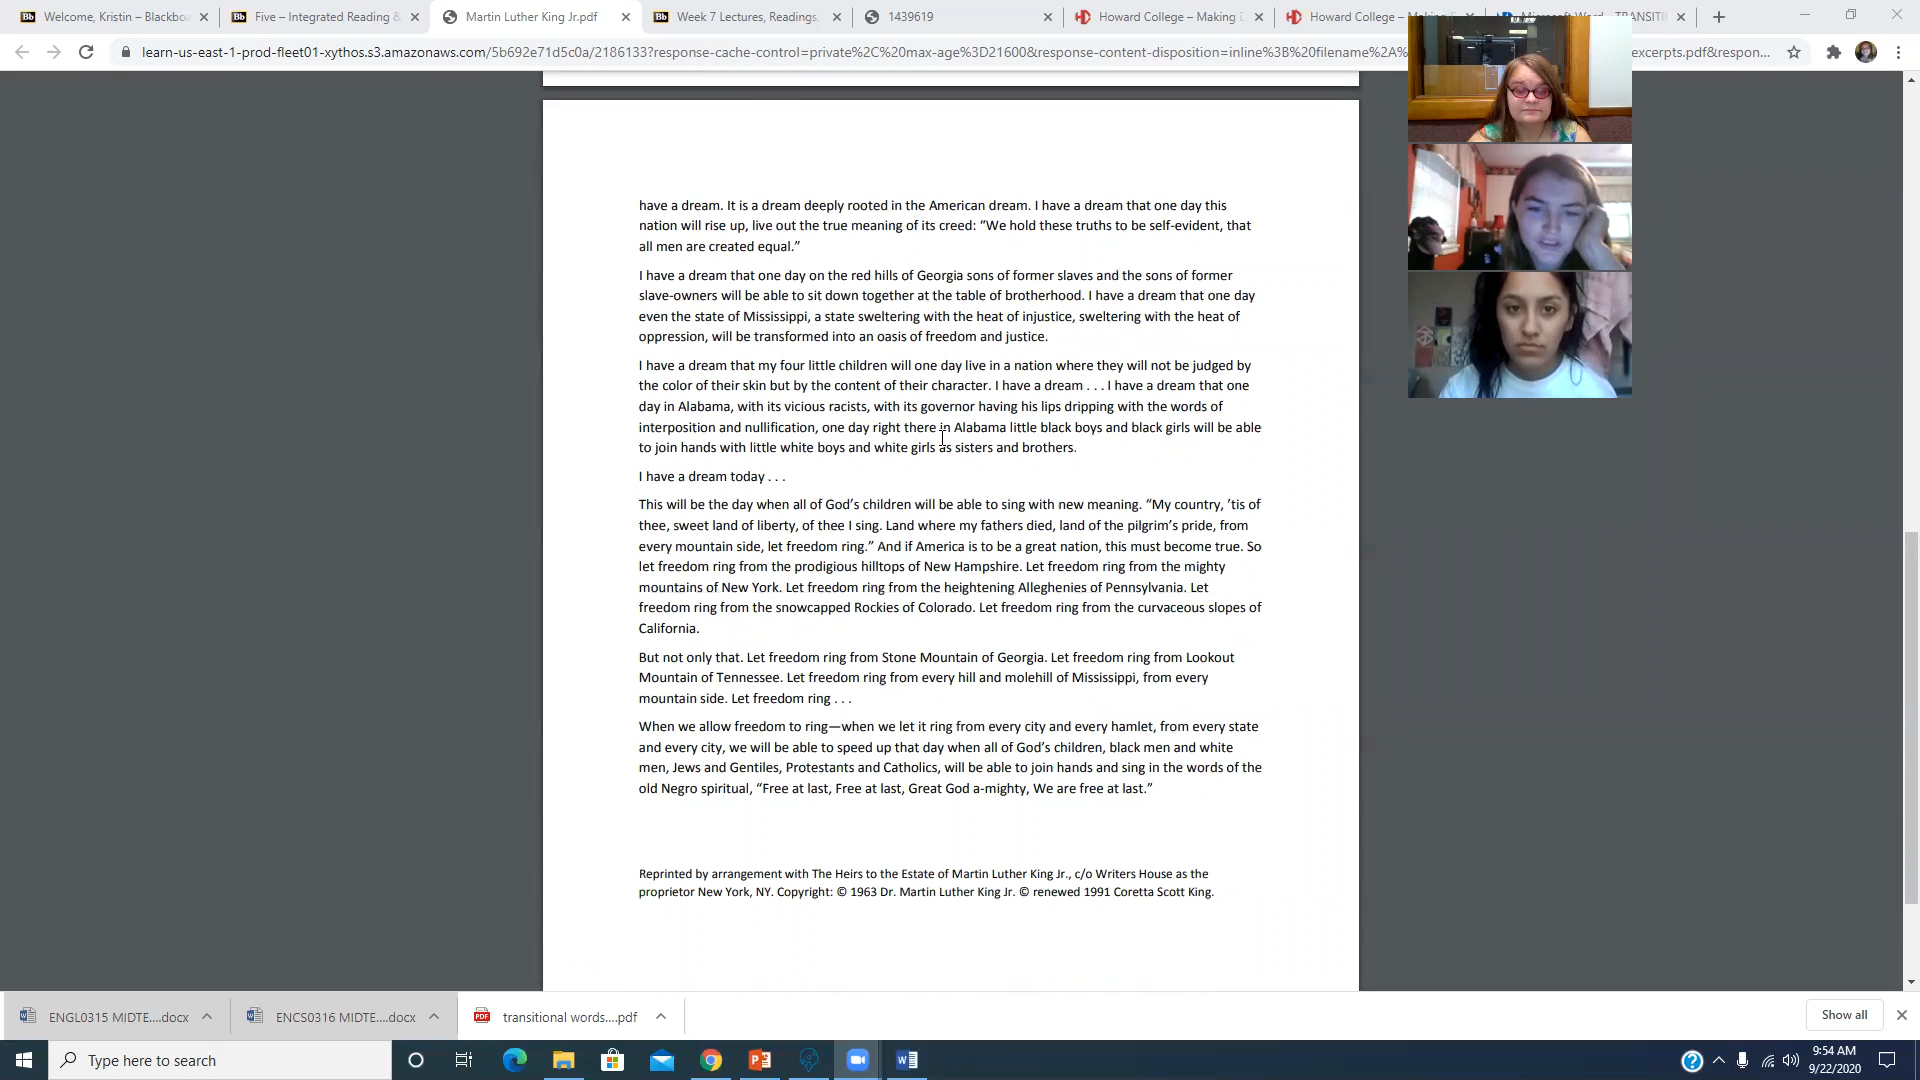 Welcome, Kristin – Blackbo
Five – Integrated Reading &
Martin Luther King Jr.pdf
Week 7 Lectures, Readings,
1439619
Howard College – Making D
Howard College – Making
Microsoft Word - TRANSITI
learn-us-east-1-prod-fleet01-xythos.s3.amazonaws.com/5b692e71d5c0a/2186133?response-cache-control=private%2C%20max-age%3D21600&response-content-disposition=inline%3B%20filename%2A%
excerpts.pdf&respon...
have a dream. It is a dream deeply rooted in the American dream. I have a dream that one day this
nation will rise up, live out the true meaning of its creed: “We hold these truths to be self-evident, that
all men are created equal.”
I have a dream that one day on the red hills of Georgia sons of former slaves and the sons of former
slave-owners will be able to sit down together at the table of brotherhood. I have a dream that one day
even the state of Mississippi, a state sweltering with the heat of injustice, sweltering with the heat of
oppression, will be transformed into an oasis of freedom and justice.
I have a dream that my four little children will one day live in a nation where they will not be judged by
the color of their skin but by the content of their character. I have a dream . . . I have a dream that one
day in Alabama, with its vicious racists, with its governor having his lips dripping with the words of
interposition and nullification, one day right there in Alabama little black boys and black girls will be able
to join hands with little white boys and white girls as sisters and brothers.
I have a dream today . . .
This will be the day when all of God’s children will be able to sing with new meaning. “My country, ’tis of
thee, sweet land of liberty, of thee I sing. Land where my fathers died, land of the pilgrim’s pride, from
every mountain side, let freedom ring.” And if America is to be a great nation, this must become true. So
let freedom ring from the prodigious hilltops of New Hampshire. Let freedom ring from the mighty
mountains of New York. Let freedom ring from the heightening Alleghenies of Pennsylvania. Let
freedom ring from the snowcapped Rockies of Colorado. Let freedom ring from the curvaceous slopes of
California.
But not only that. Let freedom ring from Stone Mountain of Georgia. Let freedom ring from Lookout
Mountain of Tennessee. Let freedom ring from every hill and molehill of Mississippi, from every
mountain side. Let freedom ring . . .
When we allow freedom to ring—when we let it ring from every city and every hamlet, from every state
and every city, we will be able to speed up that day when all of God’s children, black men and white
men, Jews and Gentiles, Protestants and Catholics, will be able to join hands and sing in the words of the
old Negro spiritual, “Free at last, Free at last, Great God a-mighty, We are free at last.”
Reprinted by arrangement with The Heirs to the Estate of Martin Luther King Jr., c/o Writers House as the
proprietor New York, NY. Copyright: © 1963 Dr. Martin Luther King Jr. © renewed 1991 Coretta Scott King.
ENGL0315 MIDTE....docx
ENCS0316 MIDTE....docx
transitional words....pdf
Show all
Type here to search
9:54 AM
9/22/2020